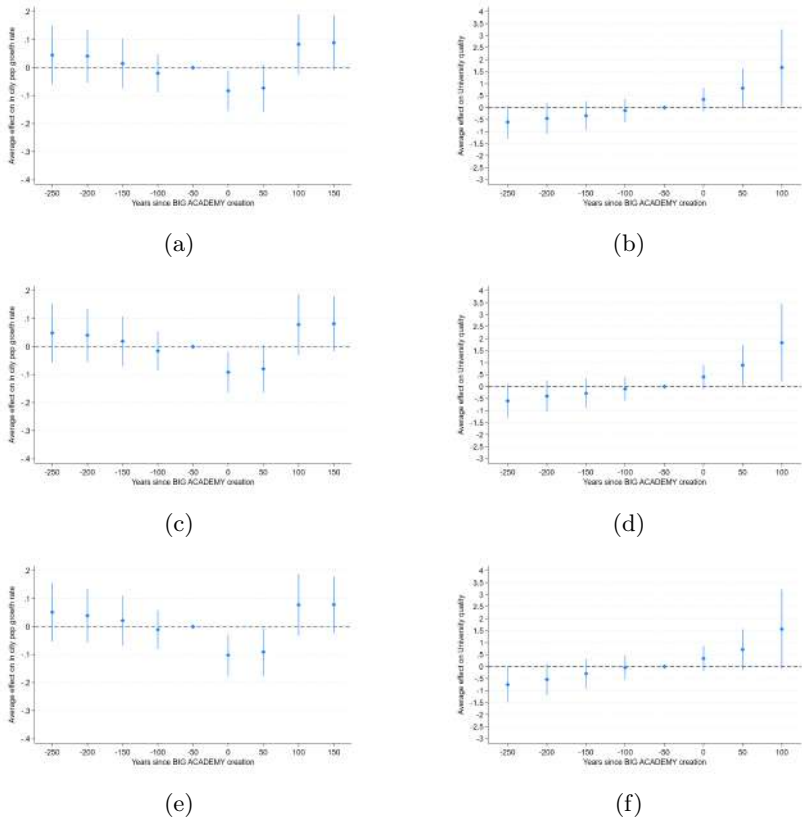 Average effect on in city pop growth rate
.2
.1
0
-.1
-.2
-.3
-.4
-250 -200 -150 -100 -50 0 50 100 150
Years since BIG ACADEMY creation
(a)
Average effect on University quality
4
3.5
3
2.5
2
1.5
1
.5
0
-.5
-1
-1.5
-2
-2.5
-3
-250 -200 -150 -100 -50 0 50 100
Years since BIG ACADEMY creation
(b)
Average effect on in city pop growth rate
.2
.1
0
-.1
-.2
-.3
-.4
-250 -200 -150 -100 -50 0 50 100 150
Years since BIG ACADEMY creation
(c)
Average effect on University quality
4
3.5
3
2.5
2
1.5
1
.5
0
-.5
-1
-1.5
-2
-2.5
-3
-250 -200 -150 -100 -50 0 50 100
Years since BIG ACADEMY creation
(d)
Average effect on in city pop growth rate
.2
.1
0
-.1
-.2
-.3
-.4
-250 -200 -150 -100 -50 0 50 100 150
Years since BIG ACADEMY creation
(e)
Average effect on University quality
4
3.5
3
2.5
2
1.5
1
.5
0
-.5
-1
-1.5
-2
-2.5
-3
-250 -200 -150 -100 -50 0 50 100
Years since BIG ACADEMY creation
(f)